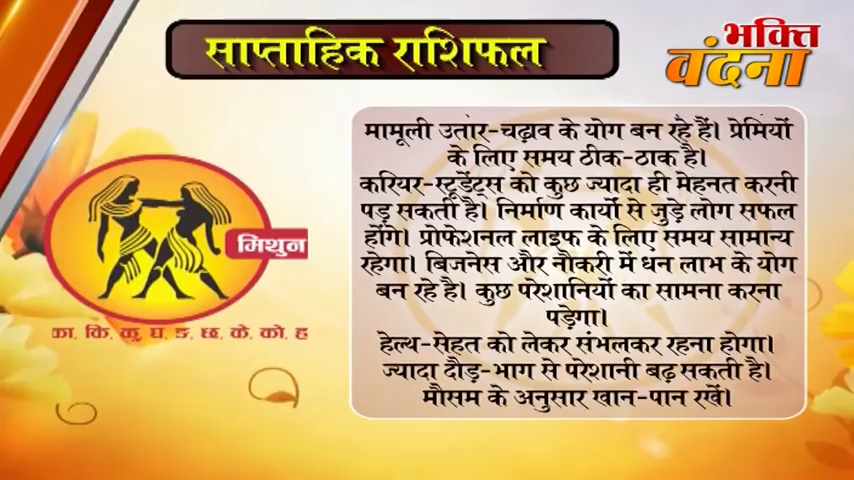 साप्ताहिक राशिफल
भक्ति
वंदना
मामूली उतार-चढ़ाव के योग बन रहे हैं। प्रेमियों
के लिए समय ठीक-ठाक है।
करियर-स्टूडेंट्स को कुछ ज्यादा ही मेहनत करनी
पड़ सकती है। निर्माण कार्यों से जुड़े लोग सफल
होंगे। प्रोफेशनल लाइफ के लिए समय सामान्य
रहेगा। बिजनेस और नौकरी में धन लाभ के योग
बन रहे है। कुछ परेशानियों का सामना करना
पड़ेगा।
हेल्थ-सेहत को लेकर संभलकर रहना होगा।
ज्यादा दौड़-भाग से परेशानी बढ़ सकती है।
मौसम के अनुसार खान-पान रखें।
मिथुन
का, कि, कु, घ, ङ, छ, के, को, ह